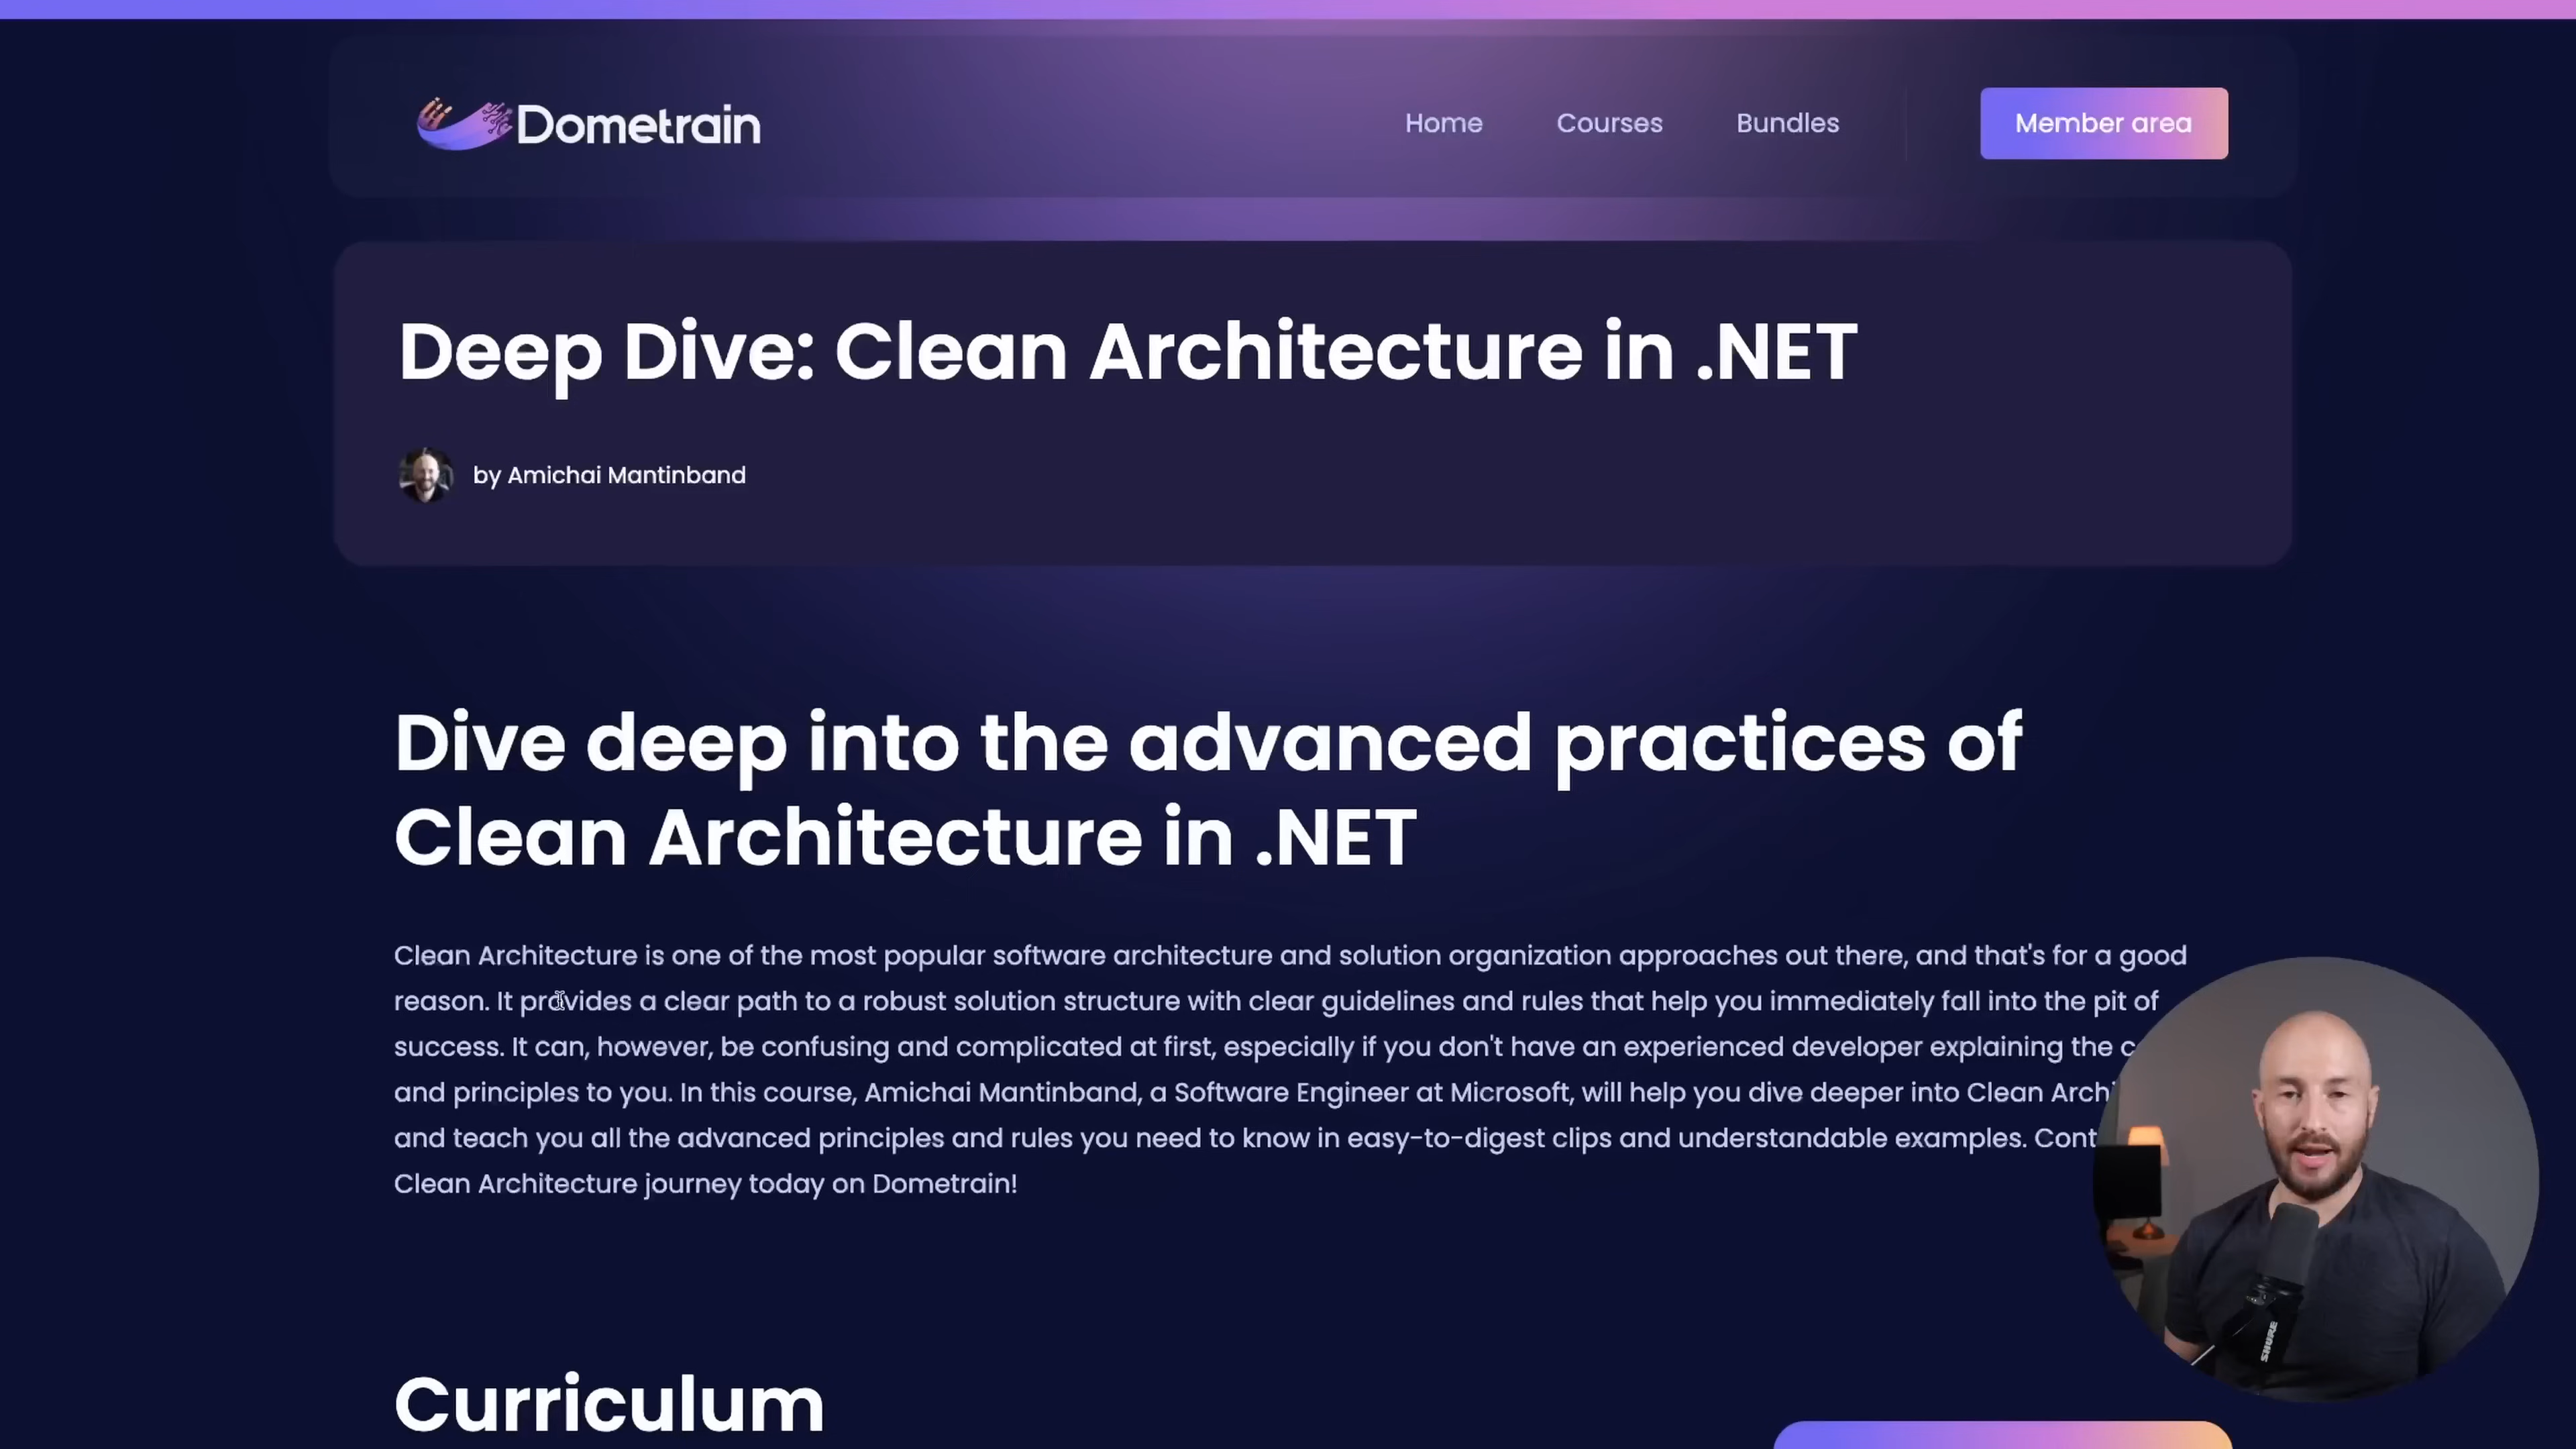 Dometrain
Home
Courses
Bundles
Member area
Deep Dive: Clean Architecture in .NET
by Amichai Mantinband
Dive deep into the advanced practices of
Clean Architecture in .NET
Clean Architecture is one of the most popular software architecture and solution organization approaches out there, and that's for a good
reason. It provides a clear path to a robust solution structure with clear guidelines and rules that help you immediately fall into the pit of
success. It can, however, be confusing and complicated at first, especially if you don't have an experienced developer explaining the
and principles to you. In this course, Amichai Mantinband, a Software Engineer at Microsoft, will help you dive deeper into Clean
and teach you all the advanced principles and rules you need to know in easy-to-digest clips and understandable examples.
Clean Architecture journey today on Dometrain!
Curriculum
SHURE